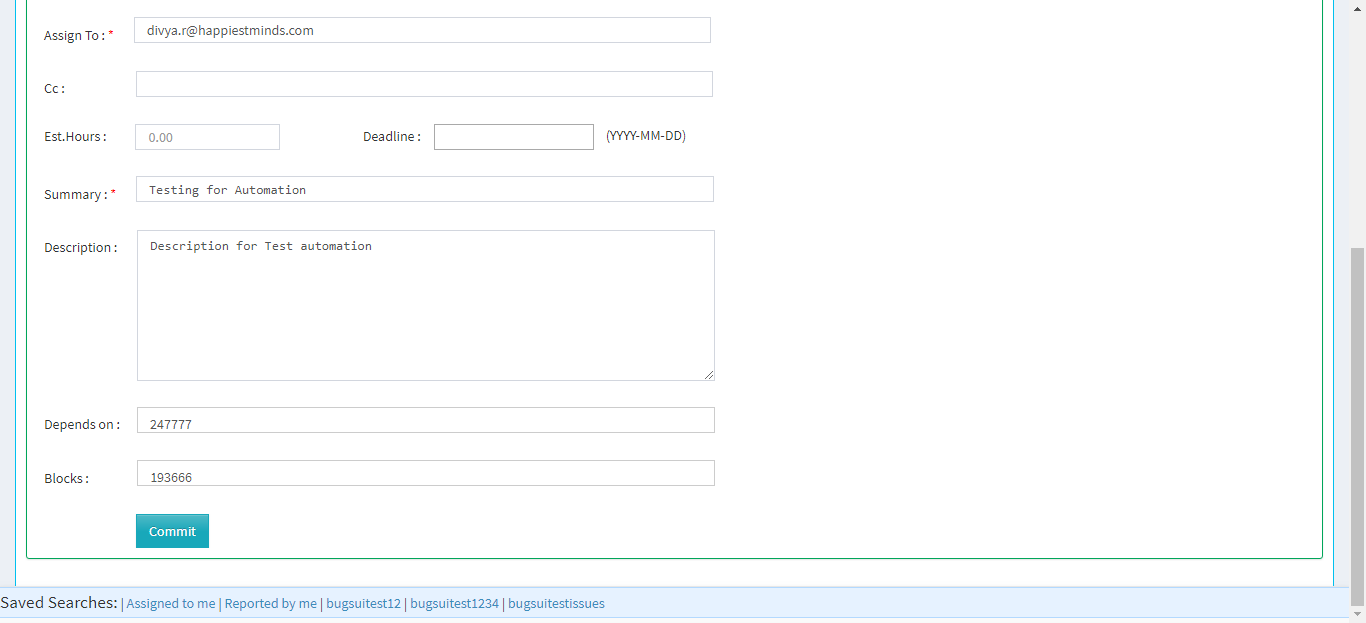 Assign To : * divya.r@happiestminds.com
Cc :
Est.Hours : 0.00 Deadline : (YYYY-MM-DD)
Summary : * Testing for Automation
Description : Description for Test automation
Depends on : 247777
Blocks : 193666
Commit
Saved Searches: | Assigned to me | Reported by me | bugsuitest12 | bugsuitest1234 | bugsuitestissues